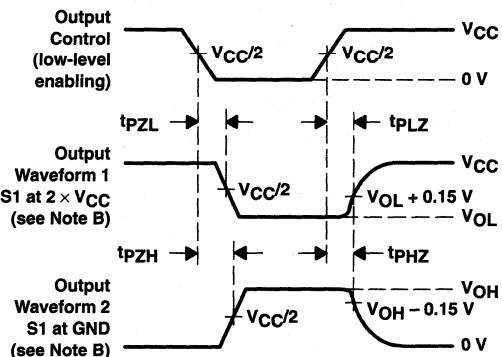 Output
Control
(low-level
enabling)
VCC/2
VCC/2
VCC
0 V
tPZL
tPLZ
Output
Waveform 1
S1 at 2 × VCC
(see Note B)
VCC/2
VCC
VOL + 0.15 V
VOL
tPZH
tPHZ
Output
Waveform 2
S1 at GND
(see Note B)
VCC/2
VOH
VOH − 0.15 V
0 V